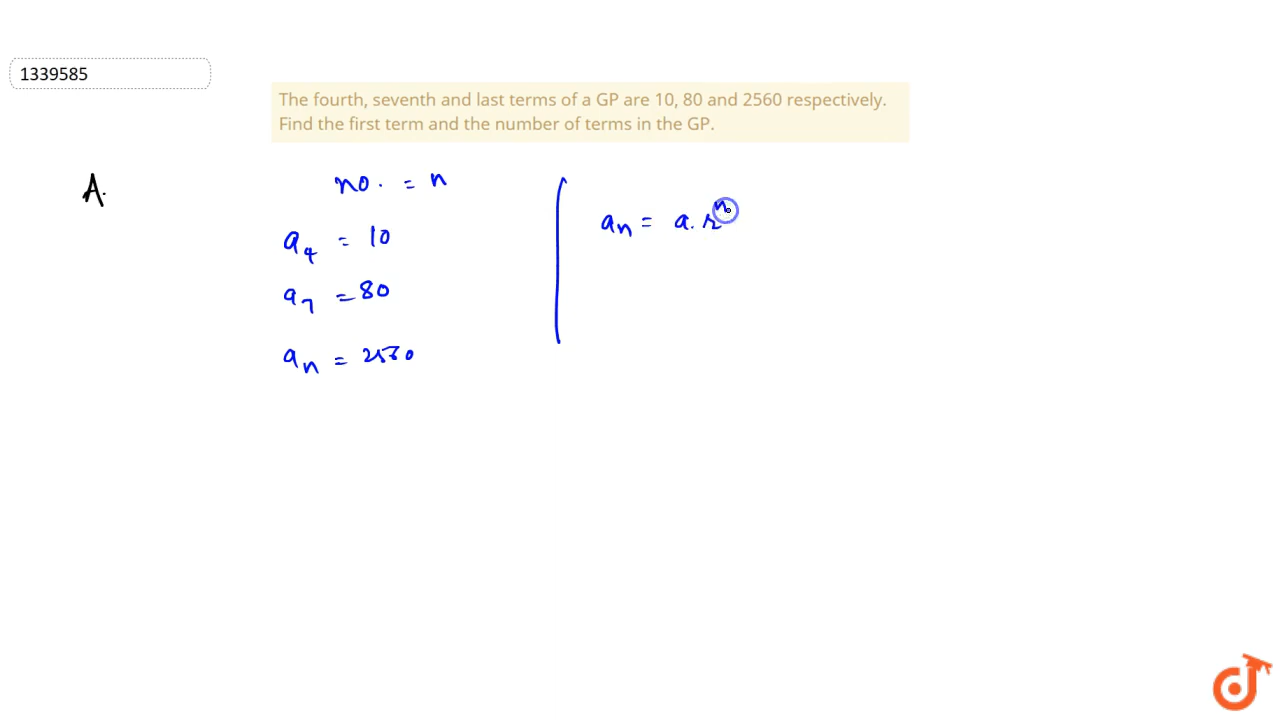 1339585
The fourth, seventh and last terms of a GP are 10, 80 and 2560 respectively.
Find the first term and the number of terms in the GP.
A.
no. = n
a₄ = 10
a₇ = 80
aₙ = 2560
aₙ = a. rⁿ